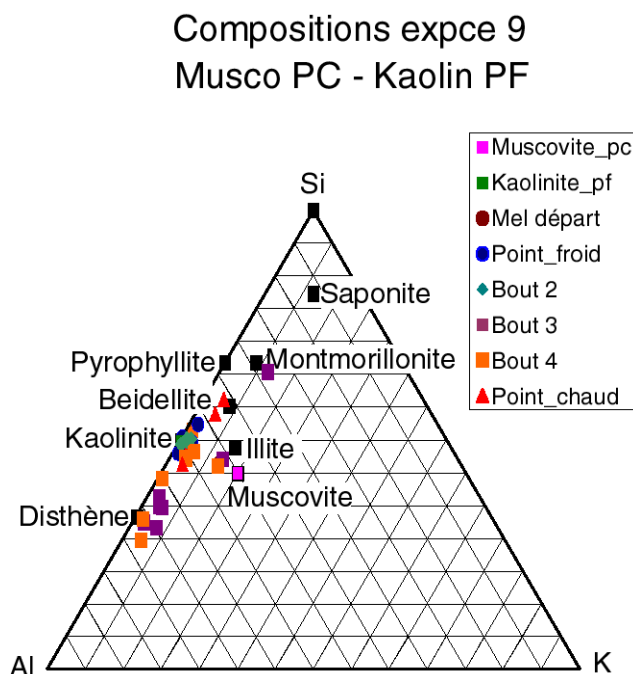 Compositions expce 9
Musco PC - Kaolin PF
Muscovite_pc
Kaolinite_pf
Mel départ
Point_froid
Bout 2
Bout 3
Bout 4
Point_chaud
Si
Saponite
Pyrophyllite
Montmorillonite
Beidellite
Kaolinite
Illite
Muscovite
Disthène
Al
K